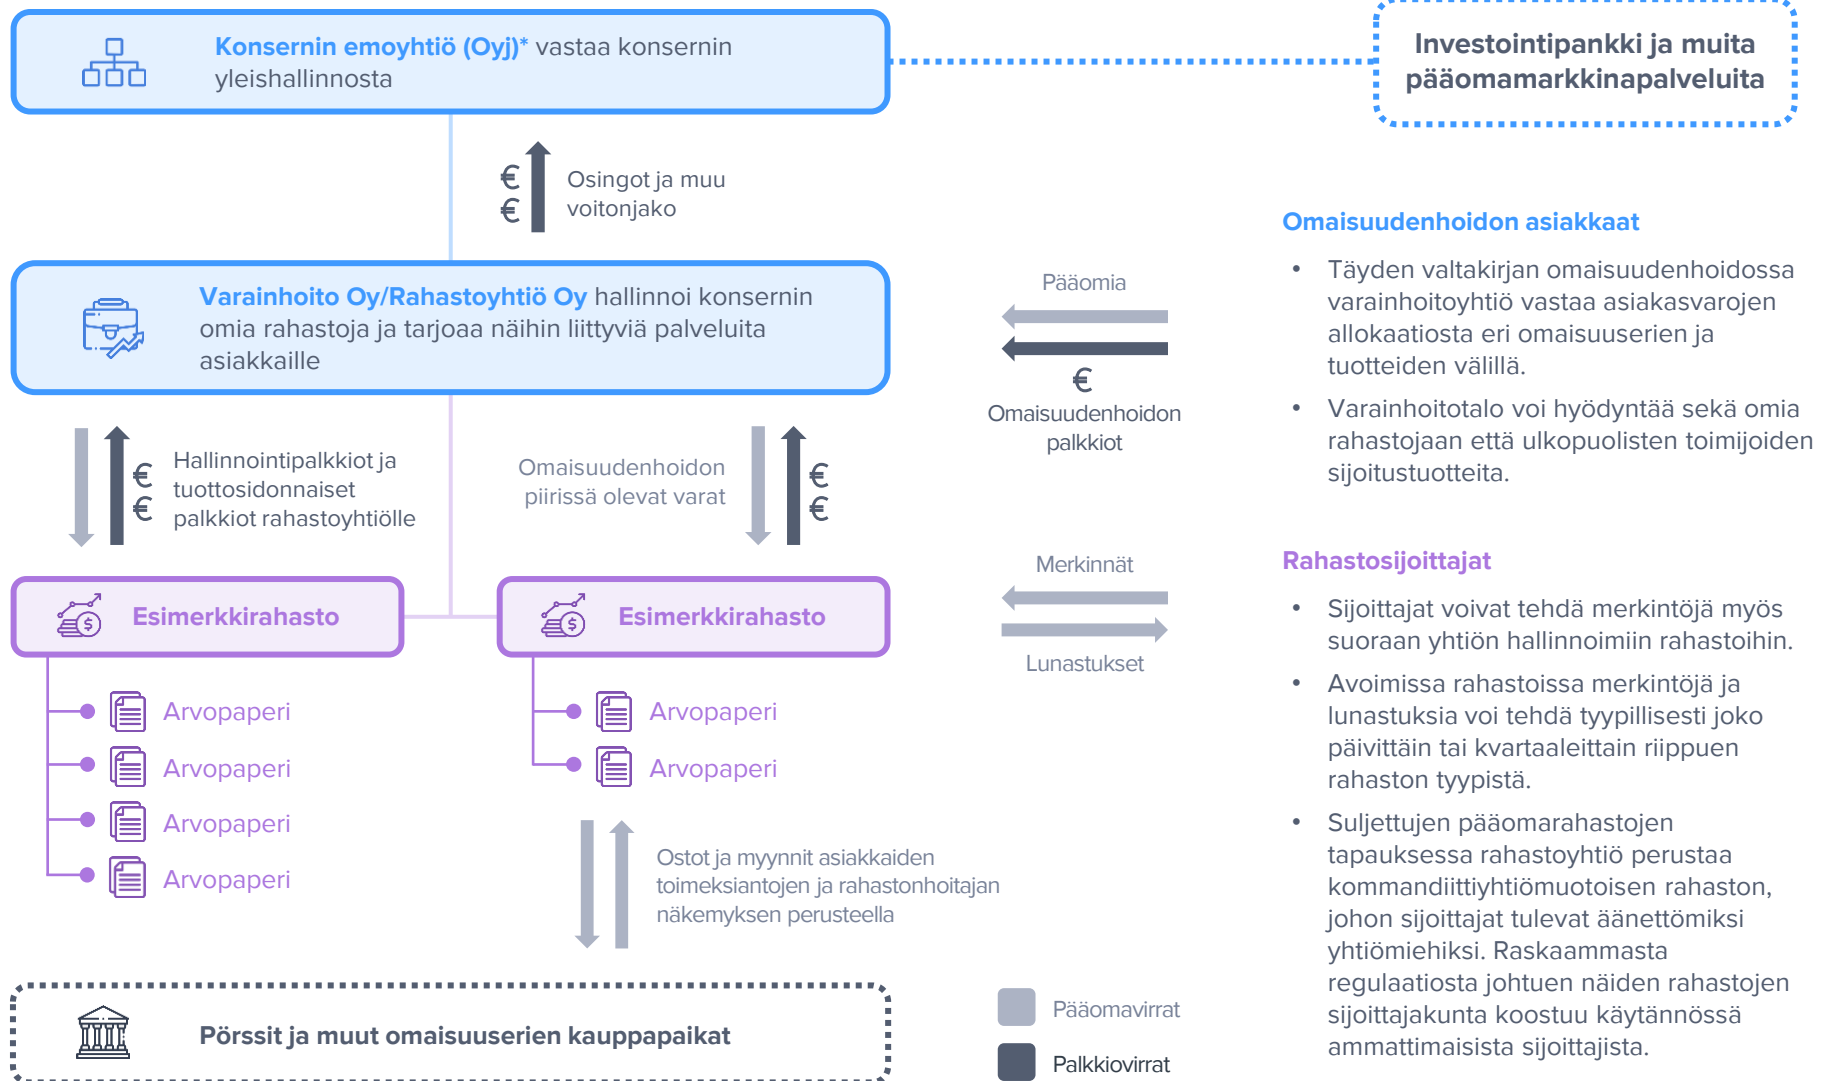 Konsernin emoyhtiö (Oyj)* vastaa konsernin
yleishallinnosta
Investointipankki ja muita
pääomamarkkinapalveluita
€
€
Osingot ja muu
voitonjako
Varainhoito Oy/Rahastoyhtiö Oy hallinnoi konsernin
omia rahastoja ja tarjoaa näihin liittyviä palveluita
asiakkaille
Pääomia
€
Omaisuudenhoidon
palkkiot
Omaisuudenhoidon asiakkaat
• Täyden valtakirjan omaisuudenhoidossa
varainhoitoyhtiö vastaa asiakasvarojen
allokaatiosta eri omaisuuserien ja
tuotteiden välillä.
• Varainhoitotalo voi hyödyntää sekä omia
rahastojaan että ulkopuolisten toimijoiden
sijoitustuotteita.
€
€
Hallinnointipalkkiot ja
tuottosidonnaiset
palkkiot rahastoyhtiölle
Omaisuudenhoidon
piirissä olevat varat
€
€
Esimerkkirahasto
Esimerkkirahasto
Merkinnät
Lunastukset
Rahastosijoittajat
• Sijoittajat voivat tehdä merkintöjä myös
suoraan yhtiön hallinnoimiin rahastoihin.
• Avoimissa rahastoissa merkintöjä ja
lunastuksia voi tehdä tyypillisesti joko
päivittäin tai kvartaaleittain riippuen
rahaston tyypistä.
• Suljettujen pääomarahastojen
tapauksessa rahastoyhtiö perustaa
kommandiittiyhtiömuotoisen rahaston,
johon sijoittajat tulevat äänettömiksi
yhtiömiehiksi. Raskaammasta
regulaatiosta johtuen näiden rahastojen
sijoittajakunta koostuu käytännössä
ammattimaisista sijoittajista.
Arvopaperi
Arvopaperi
Arvopaperi
Arvopaperi
Arvopaperi
Arvopaperi
Ostot ja myynnit asiakkaiden
toimeksiantojen ja rahastonhoitajan
näkemyksen perusteella
Pörssit ja muut omaisuuserien kauppapaikat
Pääomavirrat
Palkkiovirrat